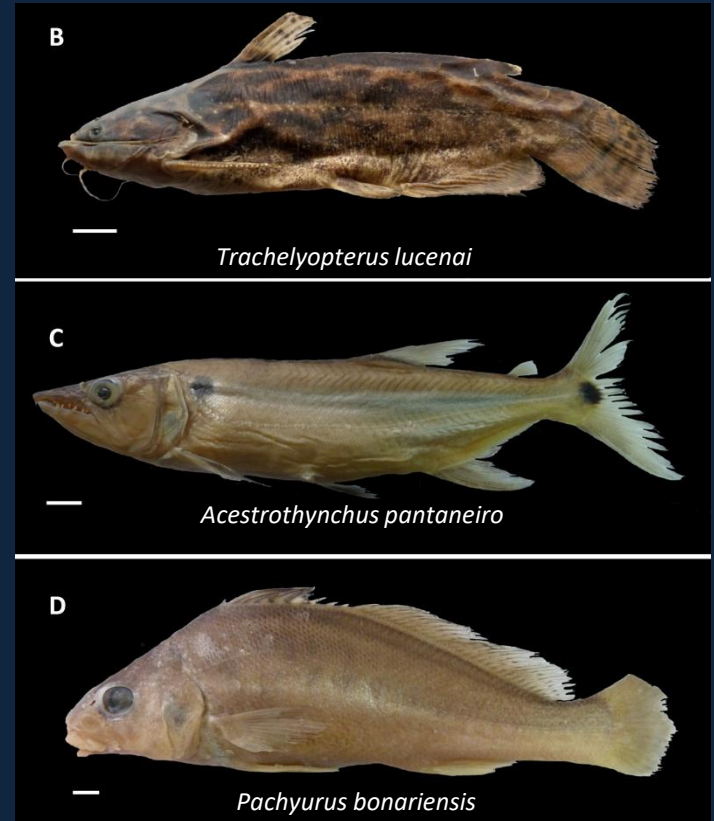 B
Trachelyopterus lucenai
C
Acestrothynchus pantaneiro
D
Pachyurus bonariensis